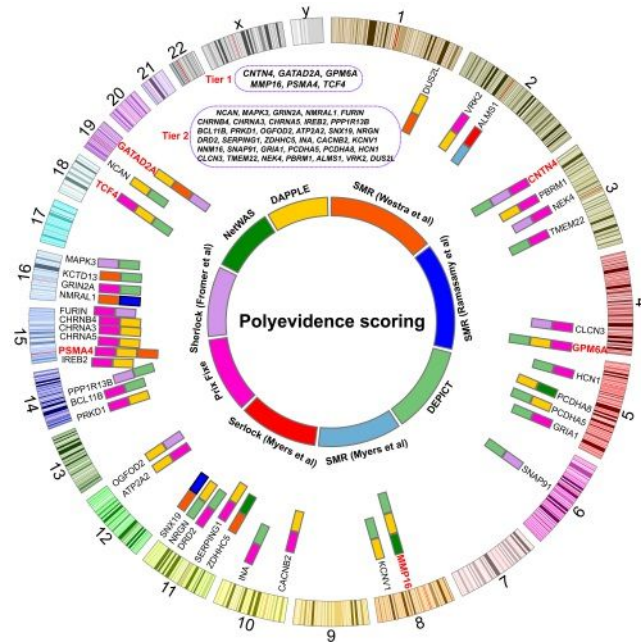 x
y
1
2
3
4
5
6
7
8
9
10
11
12
13
14
15
16
17
18
19
20
21
22
Tier 1
CNTN4, GATAD2A, GPM6A
MMP16, PSMA4, TCF4
Tier 2
NCAN, MAPK3, GRIN2A, NMRAL1, FURIN
CHRNB4, CHRNA3, CHRNA5, IREB2, PPP1R13B
BCL11B, PRKD1, OGFOD2, ATP2A2, SNX19, NRGN
DRD2, SERPING1, ZDHHC5, INA, CACNB2, KCNV1
NNM16, SNAP91, GRIA1, PCDHA5, PCDHA8, HCN1
CLCN3, TMEM22, NEK4, PBRM1, ALMS1, VRK2, DUS2L
DUS2L
VRK2
ALMS1
CNTN4
PBRM1
NEK4
TMEM22
CLCN3
GPM6A
HCN1
PCDHA8
PCDHA5
GRIA1
SNAP91
MMP16
KCNV1
CACNB2
INA
ZDHHC5
SERPING1
DRD2
NRGN
SNX19
ATP2A2
OGFOD2
PRKD1
BCL11B
PPP1R13B
IREB2
PSMA4
CHRNA5
CHRNA3
CHRNB4
FURIN
NMRAL1
GRIN2A
KCTD13
MAPK3
TCF4
NCAN
GATAD2A
Polyevidence scoring
SMR (Westra et al)
SMR (Ramasamy et al)
DEPICT
SMR (Myers et al)
Serlock (Myers et al)
Prix Fixe
Sherlock (Fromer et al)
NetWAS
DAPPLE